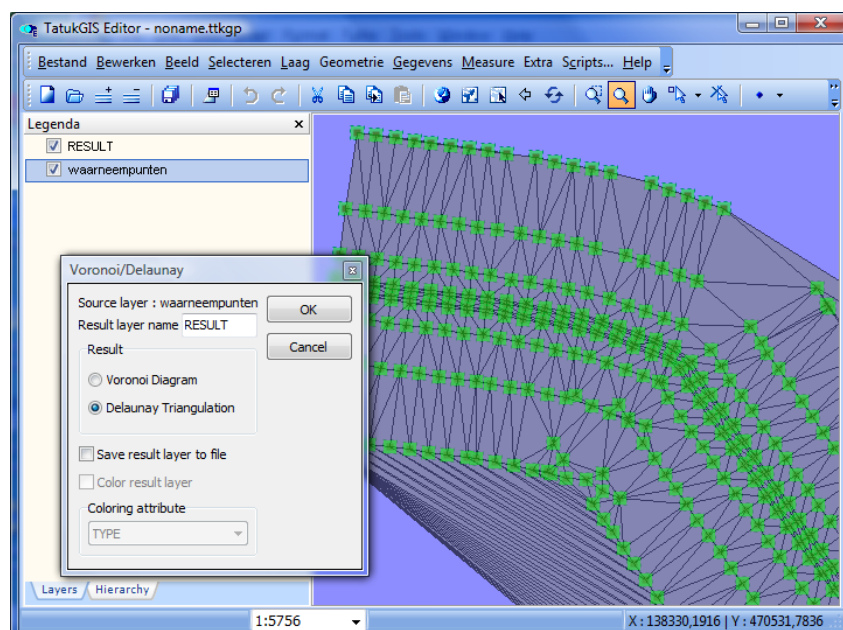 TatukGIS Editor - noname.ttkgp
Bestand Bewerken Beeld Selecteren Laag Geometrie Gegevens Measure Extra Scripts... Help
Legenda x
RESULT
waarneempunten
Voronoi/Delaunay
Source layer : waarneempunten
OK
Result layer name RESULT
Cancel
Result
Voronoi Diagram
Delaunay Triangulation
Save result layer to file
Color result layer
Coloring attribute
TYPE
Layers Hierarchy
1:5756
X : 138330,1916 | Y : 470531,7836